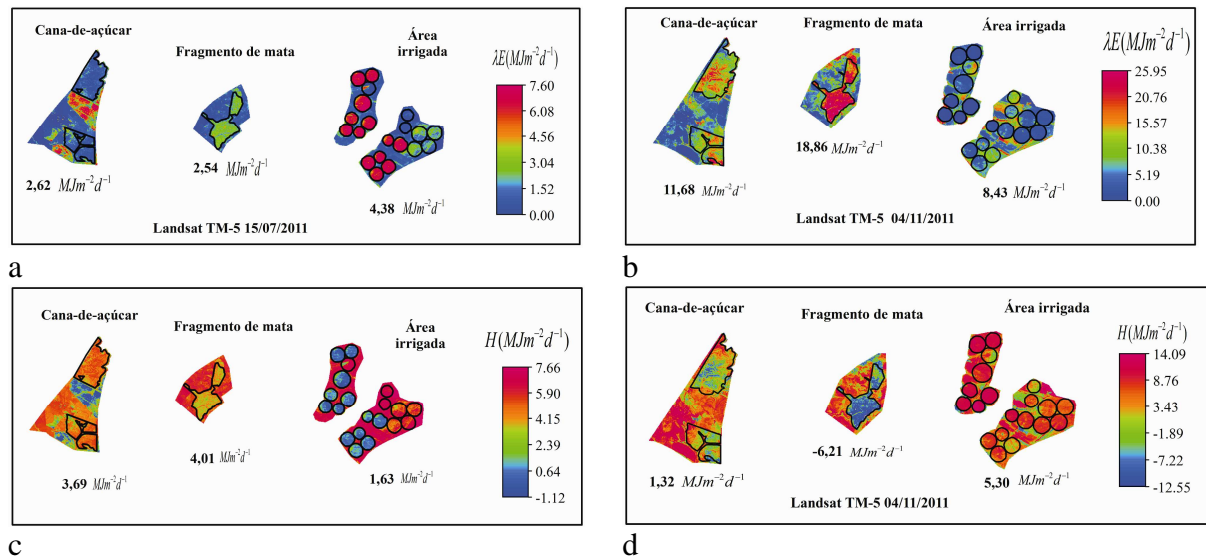 Cana-de-açúcar
Fragmento de mata
Área
irrigada
λE(MJm⁻²d⁻¹)
7.60
6.08
4.56
3.04
1.52
0.00
2,62 MJm⁻²d⁻¹
2,54 MJm⁻²d⁻¹
4,38 MJm⁻²d⁻¹
Landsat TM-5 15/07/2011
a
Cana-de-açúcar
Fragmento de mata
Área irrigada
λE(MJm⁻²d⁻¹)
25.95
20.76
15.57
10.38
5.19
0.00
11,68 MJm⁻²d⁻¹
18,86 MJm⁻²d⁻¹
8,43 MJm⁻²d⁻¹
Landsat TM-5 04/11/2011
b
Cana-de-açúcar
Fragmento de mata
Área
irrigada
H(MJm⁻²d⁻¹)
7.66
5.90
4.15
2.39
0.64
-1.12
3,69 MJm⁻²d⁻¹
4,01 MJm⁻²d⁻¹
1,63 MJm⁻²d⁻¹
c
Cana-de-açúcar
Fragmento de mata
Área
irrigada
H(MJm⁻²d⁻¹)
14.09
8.76
3.43
-1.89
-7.22
-12.55
1,32 MJm⁻²d⁻¹
-6,21 MJm⁻²d⁻¹
5,30 MJm⁻²d⁻¹
Landsat TM-5 04/11/2011
d